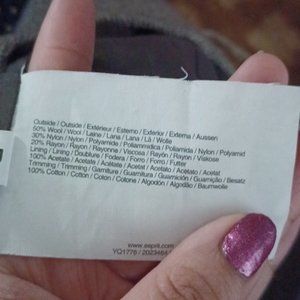 Outside / Outside / Extérieur / Esterno / Exterior / Externa / Aussen
50% Wool / Wool / Laine / Lana / Lana / Lã / Wolle
30% Nylon / Nylon / Polyamide / Poliammidica / Poliamida / Nylon / Polyamid
20% Rayon / Rayon / Rayonne / Viscosa / Rayón / Rayon / Viskose
Lining / Lining / Doublure / Fodera / Forro / Forro / Futter
100% Acetate / Acetate / Acétate / Acetato / Acetato / Acetato / Acetat
Trimming / Trimming / Garniture / Guarnitura / Guarnición / Guarnição / Besatz
100% Cotton / Cotton / Coton / Cotone / Algodón / Algodão / Baumwolle
www.esprit.com
YQ1776 /